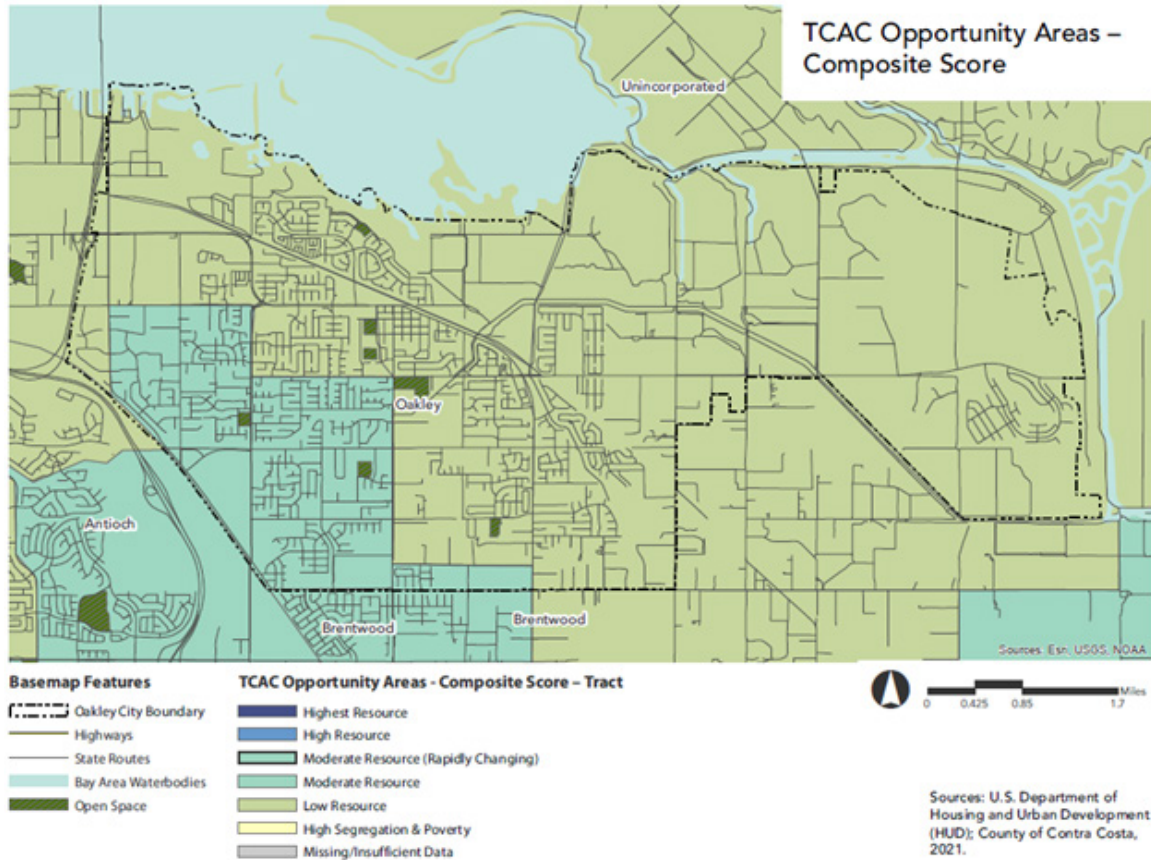 TCAC Opportunity Areas –
Composite Score
Unincorporated
Oakley
Antioch
Brentwood
Brentwood
Sources: Esri, USGS, NOAA
Basemap Features
Oakley City Boundary
Highways
State Routes
Bay Area Waterbodies
Open Space
TCAC Opportunity Areas - Composite Score – Tract
Highest Resource
High Resource
Moderate Resource (Rapidly Changing)
Moderate Resource
Low Resource
High Segregation & Poverty
Missing/Insufficient Data
Miles
0 0.425 0.85 1.7
Sources: U.S. Department of
Housing and Urban Development
(HUD); County of Contra Costa,
2021.